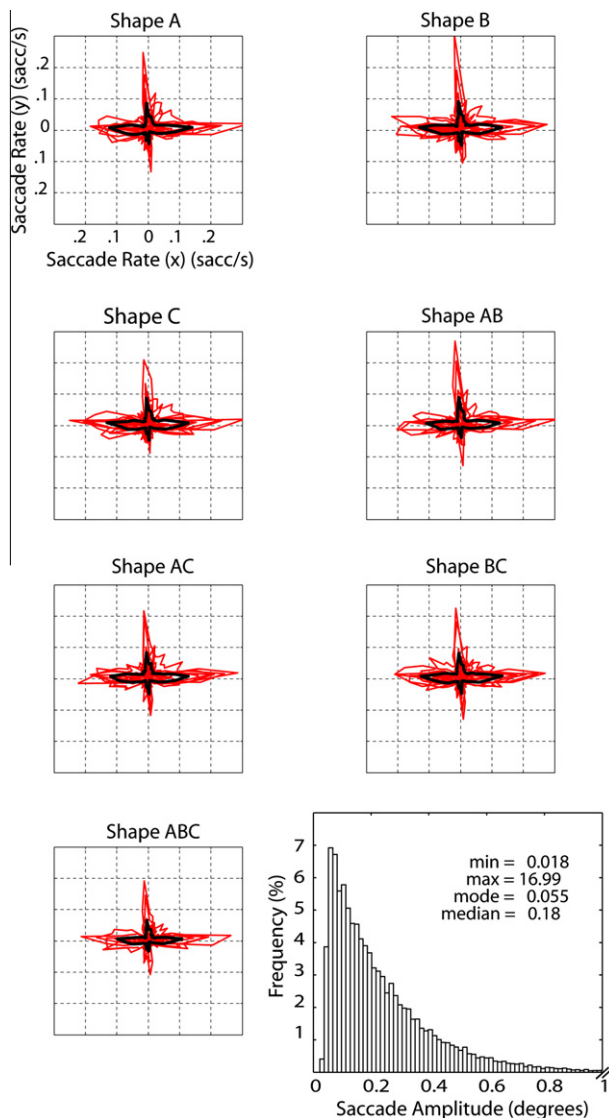 Shape A
Shape B
Saccade Rate (y) (sacc/s)
.2
.1
0
.1
.2
.2 .1 0 .1 .2
Saccade Rate (x) (sacc/s)
Shape C
Shape AB
Shape AC
Shape BC
Shape ABC
Frequency (%)
7
6
5
4
3
2
1
min = 0.018
max = 16.99
mode = 0.055
median = 0.18
0 0.2 0.4 0.6 0.8 1
Saccade Amplitude (degrees)